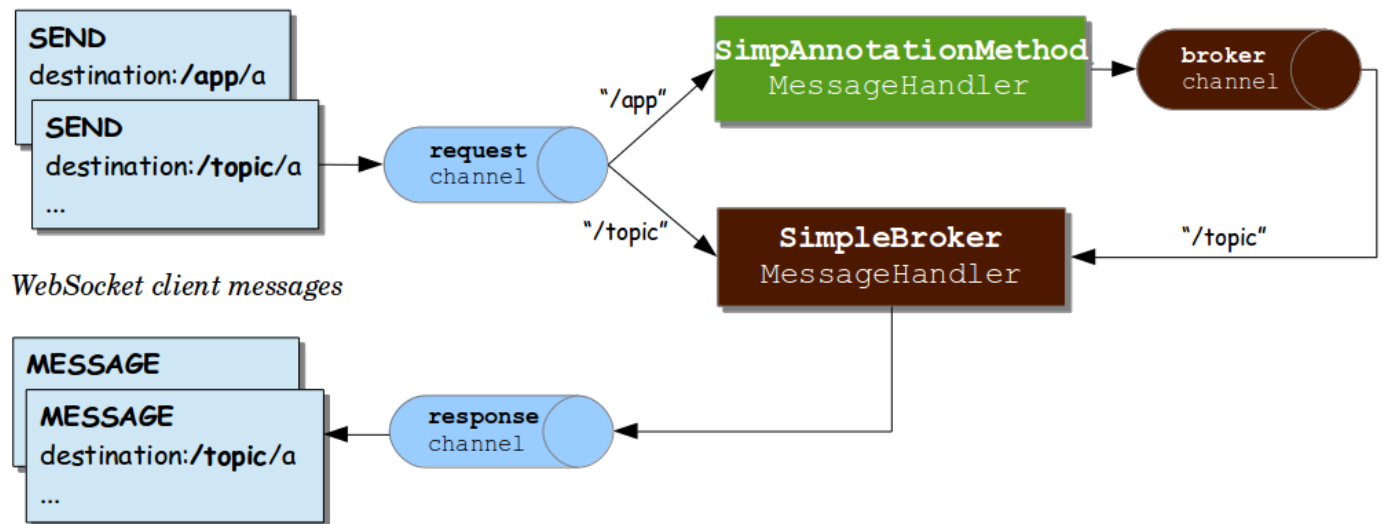 SEND
destination:/app/a
SEND
destination:/topic/a
...
WebSocket client messages
request
channel
“/app”
“/topic”
SimpAnnotationMethod
MessageHandler
broker
channel
SimpleBroker
MessageHandler
“/topic”
MESSAGE
MESSAGE
destination:/topic/a
...
response
channel